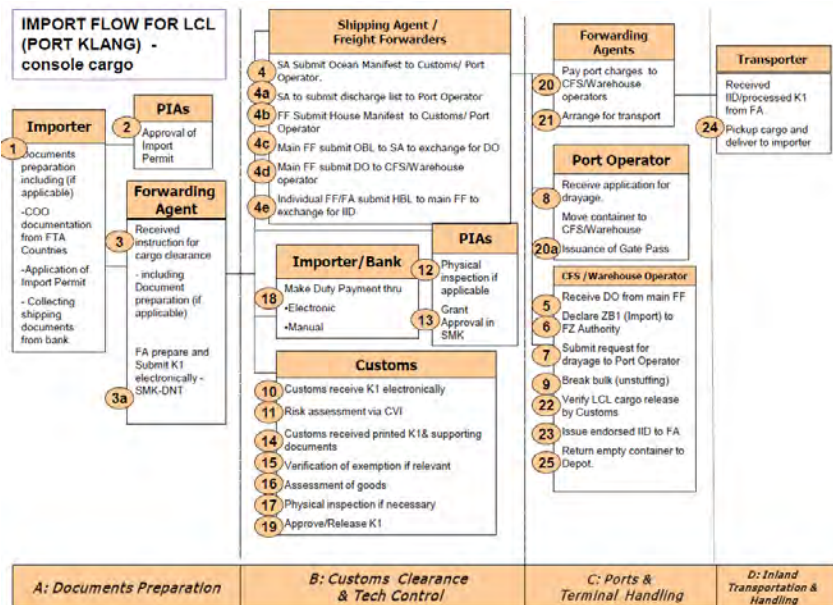 IMPORT FLOW FOR LCL
(PORT KLANG) -
console cargo
Importer
1
Documents
preparation
including (if
applicable)
-COO
documentation
from FTA
Countries
-Application of
Import Permit
- Collecting
shipping
documents
from bank
PIAs
2
Approval of
Import
Permit
Forwarding
Agent
3
Received
instruction for
cargo clearance
- including
Document
preparation (if
applicable)
FA prepare and
Submit K1
electronically -
SMK-DNT
3a
Shipping Agent /
Freight Forwarders
4
SA Submit Ocean Manifest to Customs/ Port
Operator.
4a
SA to submit discharge list to Port Operator
4b
FF Submit House Manifest to Customs/ Port
Operator
4c
Main FF submit OBL to SA to exchange for DO
4d
Main FF submit DO to CFS/Warehouse
operator
4e
Individual FF/FA submit HBL to main FF to
exchange for IID
Importer/Bank
18
Make Duty Payment thru
•Electronic
•Manual
PIAs
12
Physical
inspection if
applicable
13
Grant
Approval in
SMK
Customs
10
Customs receive K1 electronically
11
Risk assessment via CVI
14
Customs received printed K1& supporting
documents
15
Verification of exemption if relevant
16
Assessment of goods
17
Physical inspection if necessary
19
Approve/Release K1
Forwarding
Agents
20
Pay port charges to
CFS/Warehouse
operators
21
Arrange for transport
Port Operator
8
Receive application for
drayage.
Move container to
CFS/Warehouse
20a
Issuance of Gate Pass
CFS /Warehouse Operator
5
Receive DO from main FF
6
Declare ZB1 (Import) to
FZ Authority
7
Submit request for
drayage to Port Operator
9
Break bulk (unstuffing)
22
Verify LCL cargo release
by Customs
23
Issue endorsed IID to FA
25
Return empty container to
Depot.
Transporter
Received
IID/processed K1
from FA
24
Pickup cargo and
deliver to importer
A: Documents Preparation
B: Customs Clearance
& Tech Control
C: Ports &
Terminal Handling
D: Inland
Transportation &
Handling